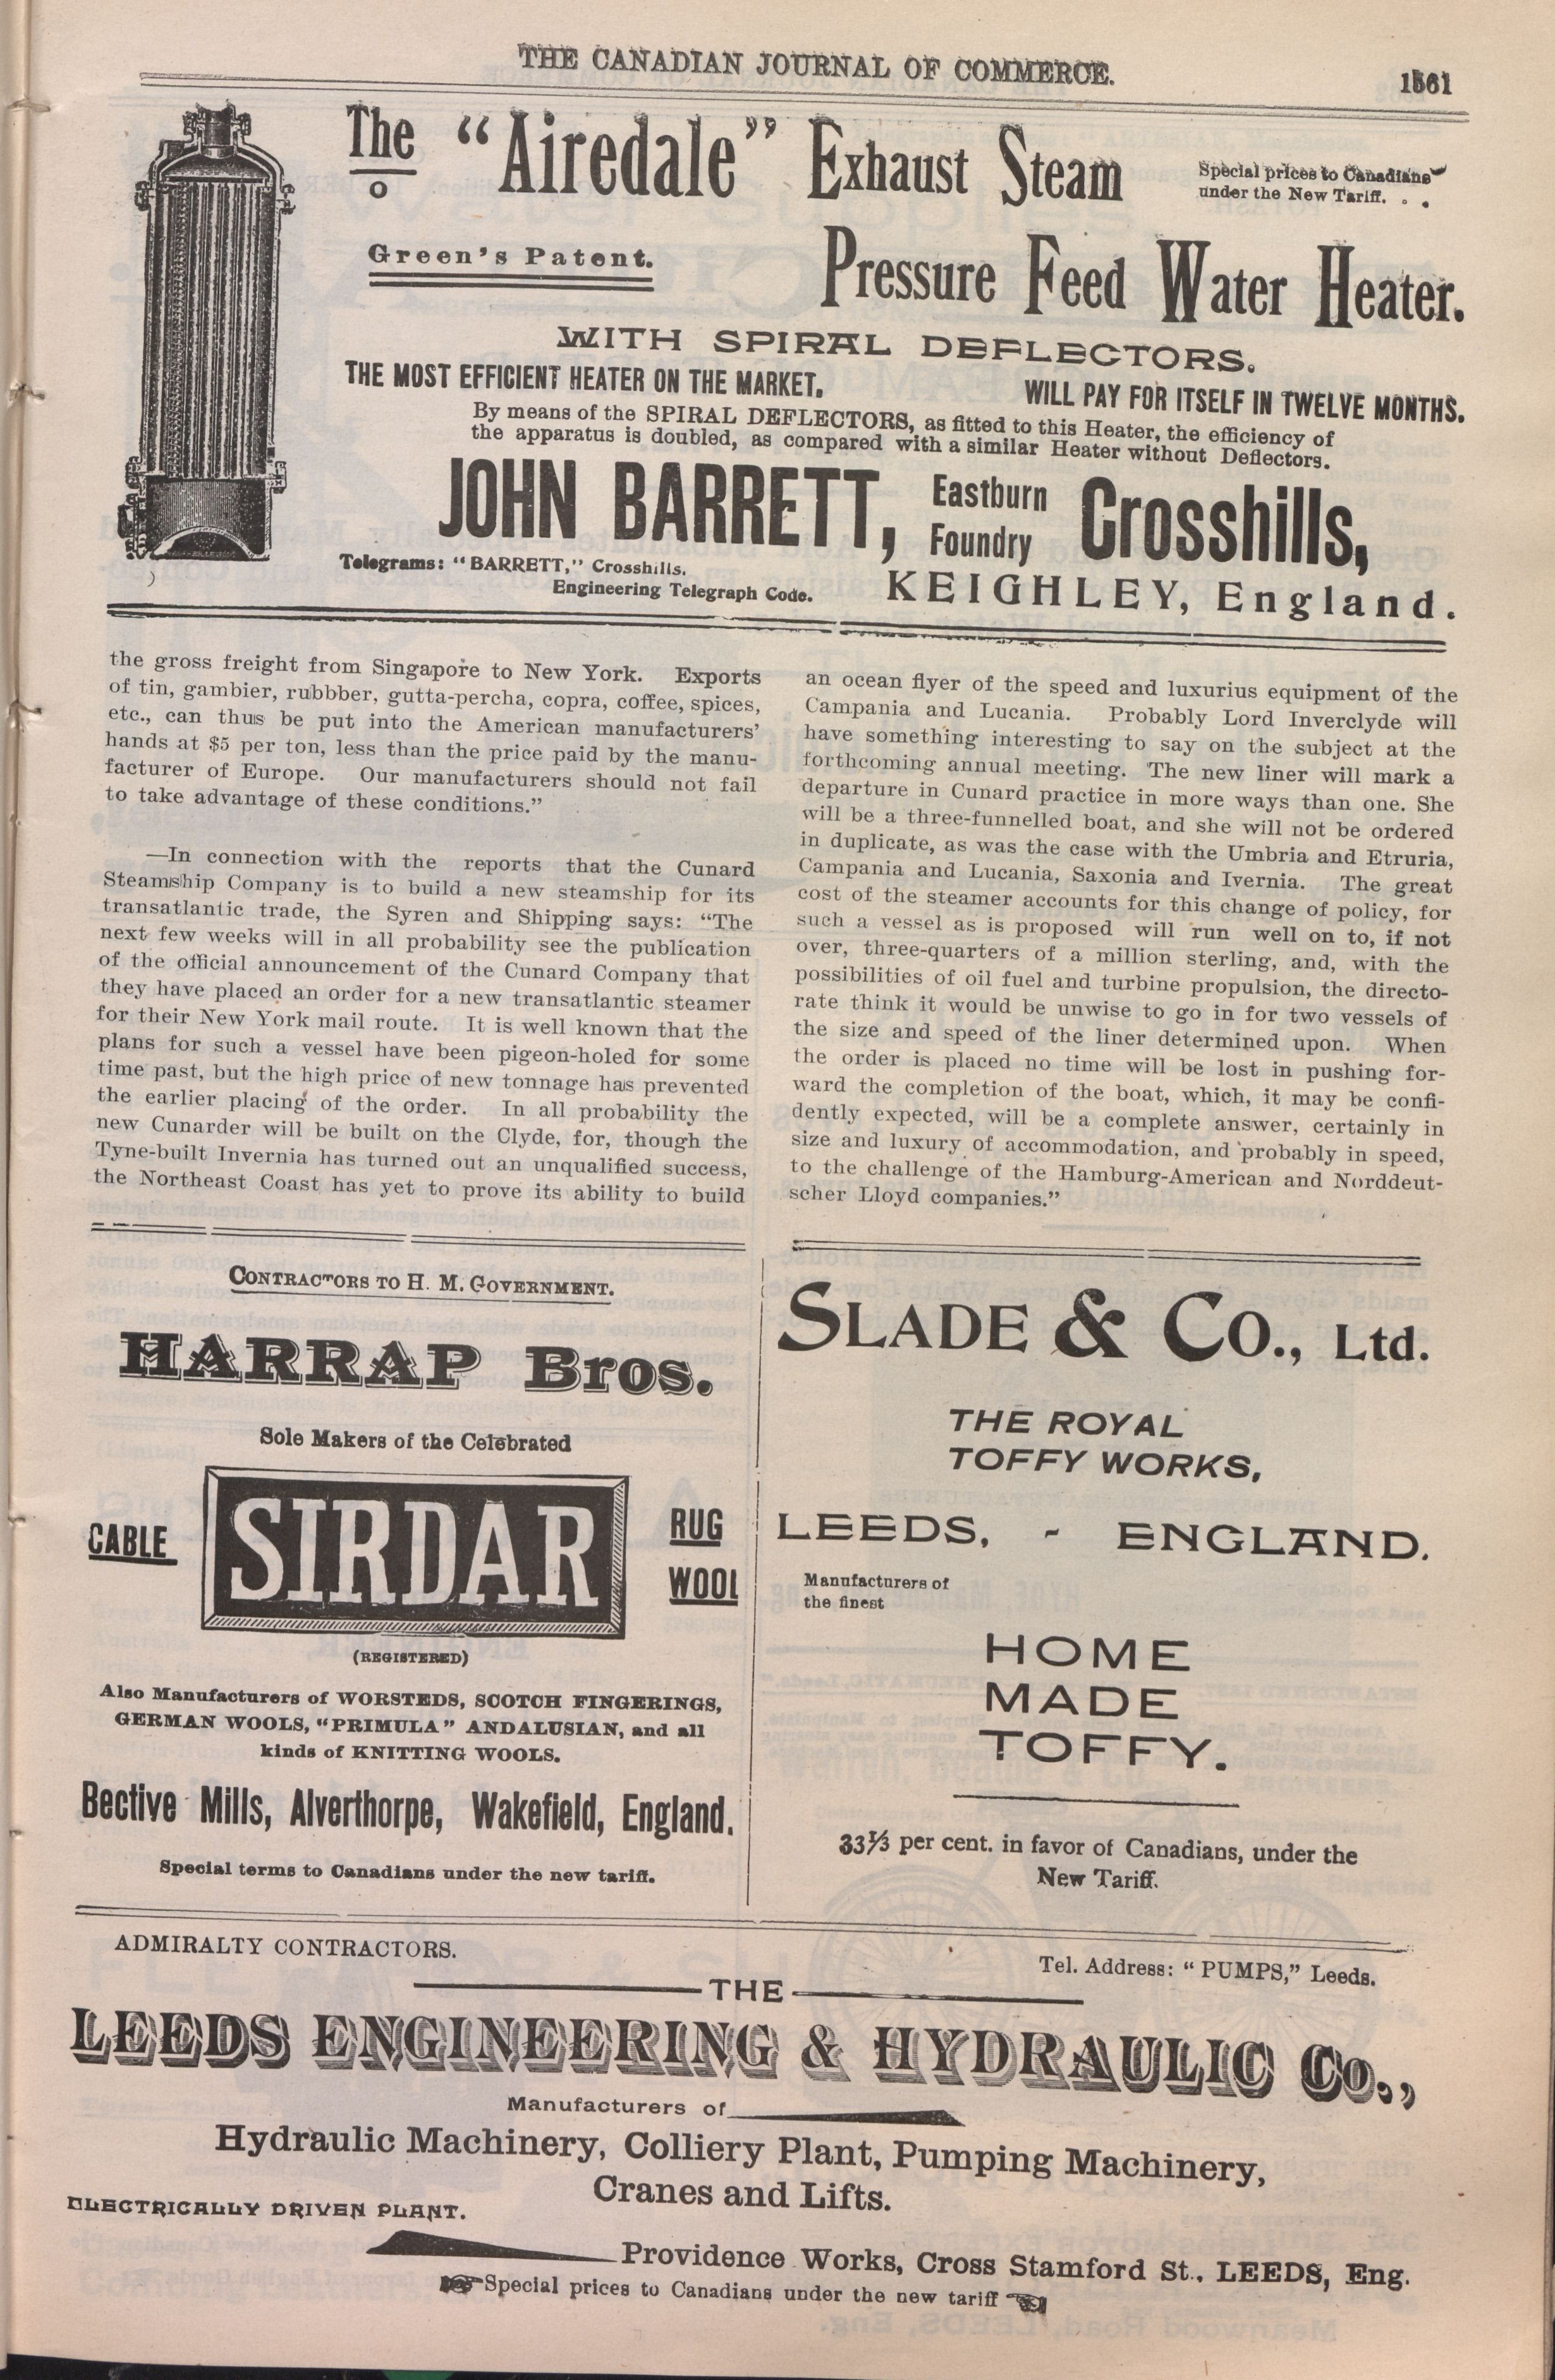 THE CANADIAN JOURNAL OF COMMERCE.
1561
The "Airedale" Exhaust Steam
Special prices to Canadians
under the New Tariff. . .
Green's Patent.
Pressure Feed Water Heater.
WITH SPIRAL DEFLECTORS.
THE MOST EFFICIENT HEATER ON THE MARKET.
WILL PAY FOR ITSELF IN TWELVE MONTHS.
By means of the SPIRAL DEFLECTORS, as fitted to this Heater, the efficiency of
the apparatus is doubled, as compared with a similar Heater without Deflectors.
JOHN BARRETT, Eastburn Foundry Crosshills,
Telegrams: "BARRETT," Crosshills.
Engineering Telegraph Code.
KEIGHLEY, England.
the gross freight from Singapore to New York. Exports
of tin, gambier, rubbber, gutta-percha, copra, coffee, spices,
etc., can thus be put into the American manufacturers'
hands at $5 per ton, less than the price paid by the manu-
facturer of Europe. Our manufacturers should not fail
to take advantage of these conditions."
—In connection with the reports that the Cunard
Steamship Company is to build a new steamship for its
transatlantic trade, the Syren and Shipping says: "The
next few weeks will in all probability see the publication
of the official announcement of the Cunard Company that
they have placed an order for a new transatlantic steamer
for their New York mail route. It is well known that the
plans for such a vessel have been pigeon-holed for some
time past, but the high price of new tonnage has prevented
the earlier placing of the order. In all probability the
new Cunarder will be built on the Clyde, for, though the
Tyne-built Invernia has turned out an unqualified success,
the Northeast Coast has yet to prove its ability to build
an ocean flyer of the speed and luxurius equipment of the
Campania and Lucania. Probably Lord Inverclyde will
have something interesting to say on the subject at the
forthcoming annual meeting. The new liner will mark a
departure in Cunard practice in more ways than one. She
will be a three-funnelled boat, and she will not be ordered
in duplicate, as was the case with the Umbria and Etruria,
Campania and Lucania, Saxonia and Ivernia. The great
cost of the steamer accounts for this change of policy, for
such a vessel as is proposed will run well on to, if not
over, three-quarters of a million sterling, and, with the
possibilities of oil fuel and turbine propulsion, the directo-
rate think it would be unwise to go in for two vessels of
the size and speed of the liner determined upon. When
the order is placed no time will be lost in pushing for-
ward the completion of the boat, which, it may be confi-
dently expected, will be a complete answer, certainly in
size and luxury of accommodation, and probably in speed,
to the challenge of the Hamburg-American and Norddeut-
scher Lloyd companies."
CONTRACTORS TO H. M. GOVERNMENT.
HARRAP Bros.
Sole Makers of the Celebrated
CABLE SIRDAR RUG WOOL
(REGISTERED)
Also Manufacturers of WORSTEDS, SCOTCH FINGERINGS,
GERMAN WOOLS, "PRIMULA" ANDALUSIAN, and all
kinds of KNITTING WOOLS.
Bective Mills, Alverthorpe, Wakefield, England.
Special terms to Canadians under the new tariff.
SLADE & CO., Ltd.
THE ROYAL
TOFFY WORKS,
LEEDS, - ENGLAND.
Manufacturers of
the finest
HOME
MADE
TOFFY.
33⅓ per cent. in favor of Canadians, under the
New Tariff.
ADMIRALTY CONTRACTORS.
Tel. Address: "PUMPS," Leeds.
THE
LEEDS ENGINEERING & HYDRAULIC Co.,
Manufacturers of
Hydraulic Machinery, Colliery Plant, Pumping Machinery,
Cranes and Lifts.
ELECTRICALLY DRIVEN PLANT.
Providence Works, Cross Stamford St., LEEDS, Eng.
Special prices to Canadians under the new tariff